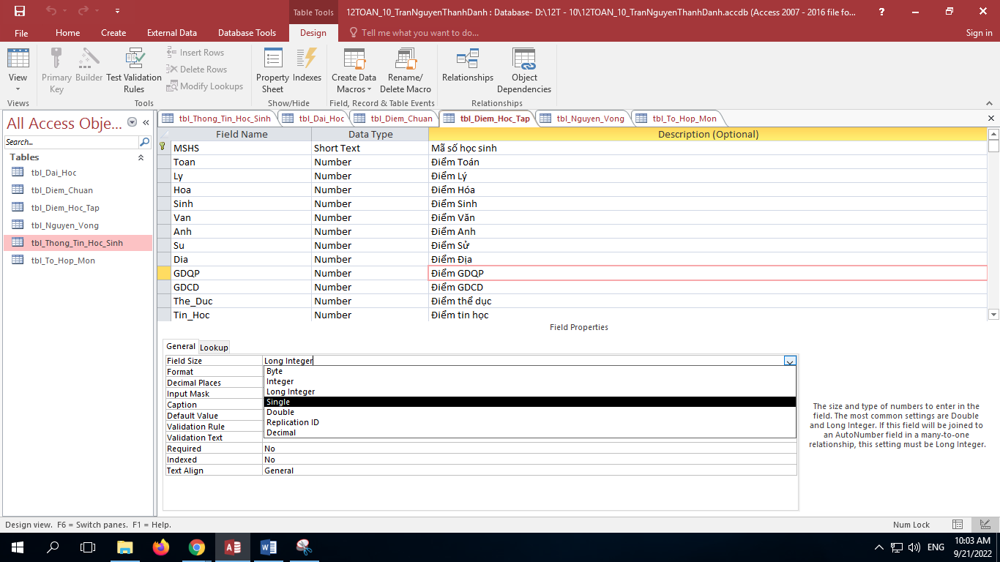 Table Tools
12TOAN_10_TranNguyenThanhDanh : Database- D:\12T - 10\12TOAN_10_TranNguyenThanhDanh.accdb (Access 2007 - 2016 file fo...
?
File Home Create External Data Database Tools Design Tell me what you want to do... Sign in
View
Primary Key
Builder
Test Validation Rules
Insert Rows
Delete Rows
Modify Lookups
Property Sheet
Indexes
Create Data Macros
Rename/ Delete Macro
Relationships
Object Dependencies
Views Tools Show/Hide Field, Record & Table Events Relationships
All Access Obje...
Search...
Tables
tbl_Dai_Hoc
tbl_Diem_Chuan
tbl_Diem_Hoc_Tap
tbl_Nguyen_Vong
tbl_Thong_Tin_Hoc_Sinh
tbl_To_Hop_Mon
tbl_Thong_Tin_Hoc_Sinh tbl_Dai_Hoc tbl_Diem_Chuan tbl_Diem_Hoc_Tap tbl_Nguyen_Vong tbl_To_Hop_Mon
Field Name Data Type Description (Optional)
MSHS Short Text Mã số học sinh
Toan Number Điểm Toán
Ly Number Điểm Lý
Hoa Number Điểm Hóa
Sinh Number Điểm Sinh
Van Number Điểm Văn
Anh Number Điểm Anh
Su Number Điểm Sử
Dia Number Điểm Địa
GDQP Number Điểm GDQP
GDCD Number Điểm GDCD
The_Duc Number Điểm thể dục
Tin_Hoc Number Điểm tin học
Field Properties
General Lookup
Field Size Long Integer
Format
Decimal Places
Input Mask
Caption
Default Value
Validation Rule
Validation Text
Required No
Indexed No
Text Align General
Byte
Integer
Long Integer
Single
Double
Replication ID
Decimal
The size and type of numbers to enter in the
field. The most common settings are Double
and Long Integer. If this field will be joined to
an AutoNumber field in a many-to-one
relationship, this setting must be Long Integer.
Design view. F6 = Switch panes. F1 = Help.
Num Lock
ENG
10:03 AM
9/21/2022